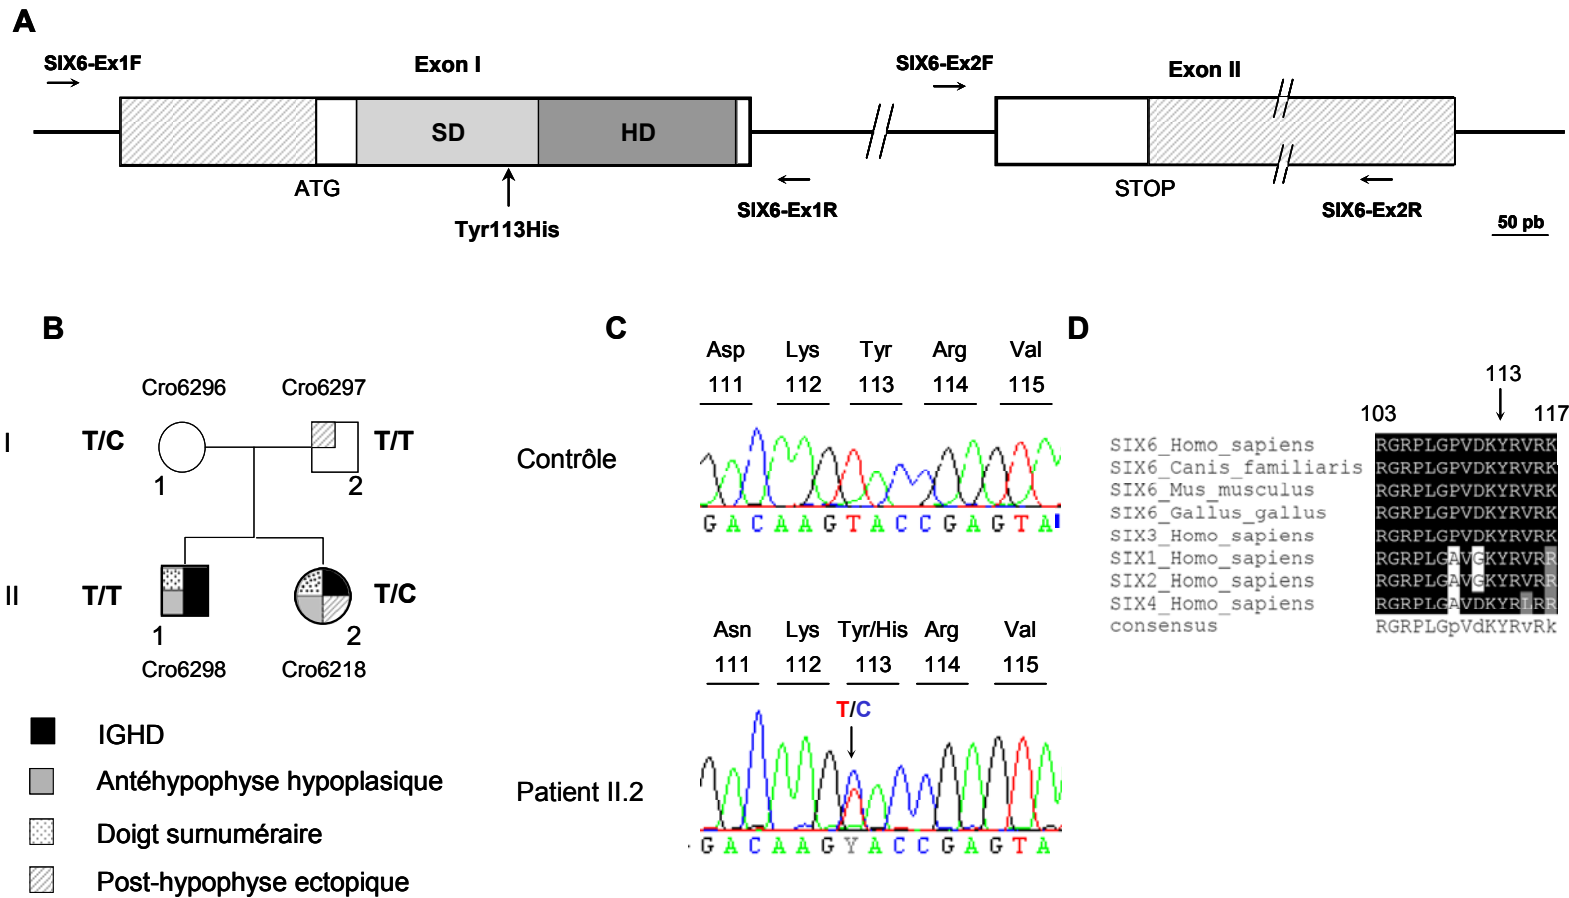 A
SIX6-Ex1F
Exon I
SIX6-Ex2F
Exon II
SD
HD
ATG
STOP
Tyr113His
SIX6-Ex1R
SIX6-Ex2R
50 pb
B
Cro6296
Cro6297
I
T/C
T/T
1
2
II
T/T
T/C
1
2
Cro6298
Cro6218
IGHD
Antéhypophyse hypoplasique
Doigt surnuméraire
Post-hypophyse ectopique
C
Asp Lys Tyr Arg Val
111 112 113 114 115
Contrôle
G A C A A G T A C C G A G T A
Asn Lys Tyr/His Arg Val
111 112 113 114 115
T/C
Patient II.2
G A C A A G Y A C C G A G T A
D
113
103 117
SIX6_Homo_sapiens RGRPLGPVDKYRVRK
SIX6_Canis_familiaris RGRPLGPVDKYRVRK
SIX6_Mus_musculus RGRPLGPVDKYRVRK
SIX6_Gallus_gallus RGRPLGPVDKYRVRK
SIX3_Homo_sapiens RGRPLGPVDKYRVRK
SIX1_Homo_sapiens RGRPLGAVGKYRVRR
SIX2_Homo_sapiens RGRPLGAVGKYRVRR
SIX4_Homo_sapiens RGRPLGAVDKYRLRR
consensus RGRPLGpVdKYRvRk